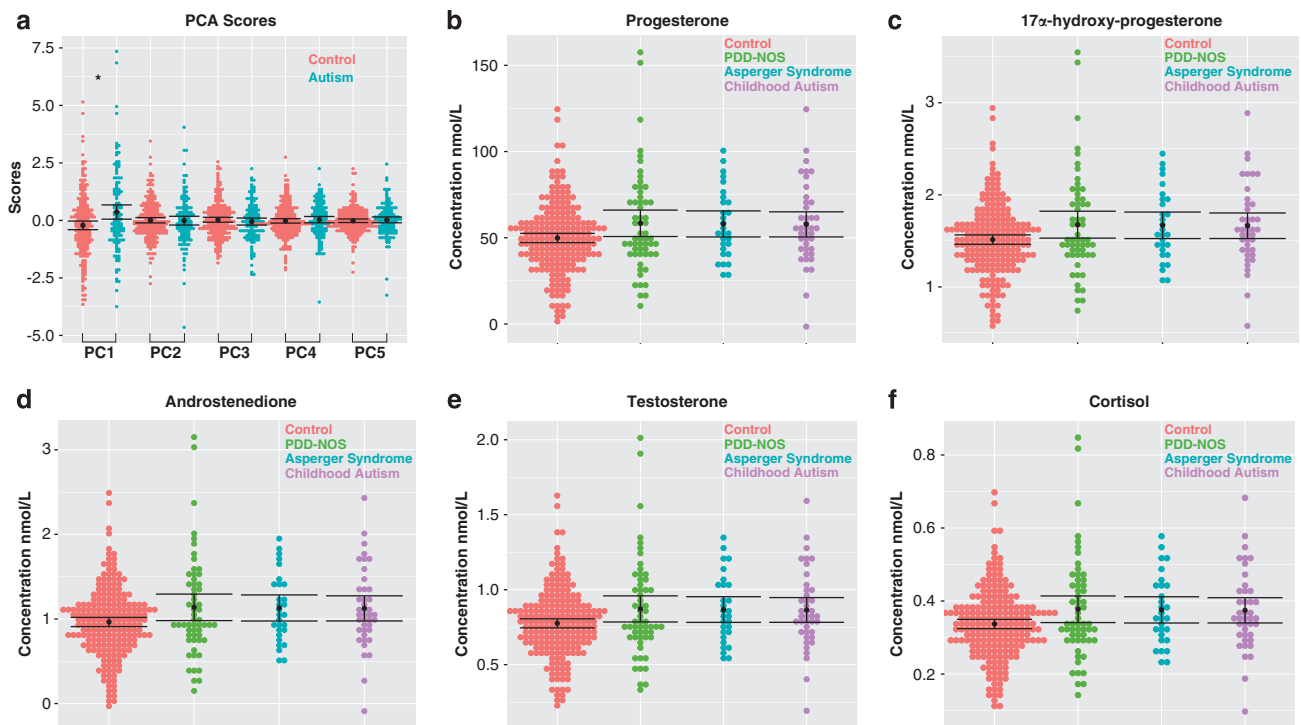 a
PCA Scores
Control
Autism
*
Scores
7.5
5.0
2.5
0.0
-2.5
-5.0
PC1 PC2 PC3 PC4 PC5
b
Progesterone
Control
PDD-NOS
Asperger Syndrome
Childhood Autism
Concentration nmol/L
150
100
50
0
c
17α-hydroxy-progesterone
Control
PDD-NOS
Asperger Syndrome
Childhood Autism
Concentration nmol/L
3
2
1
d
Androstenedione
Control
PDD-NOS
Asperger Syndrome
Childhood Autism
Concentration nmol/L
3
2
1
0
e
Testosterone
Control
PDD-NOS
Asperger Syndrome
Childhood Autism
Concentration nmol/L
2.0
1.5
1.0
0.5
f
Cortisol
Control
PDD-NOS
Asperger Syndrome
Childhood Autism
Concentration nmol/L
0.8
0.6
0.4
0.2